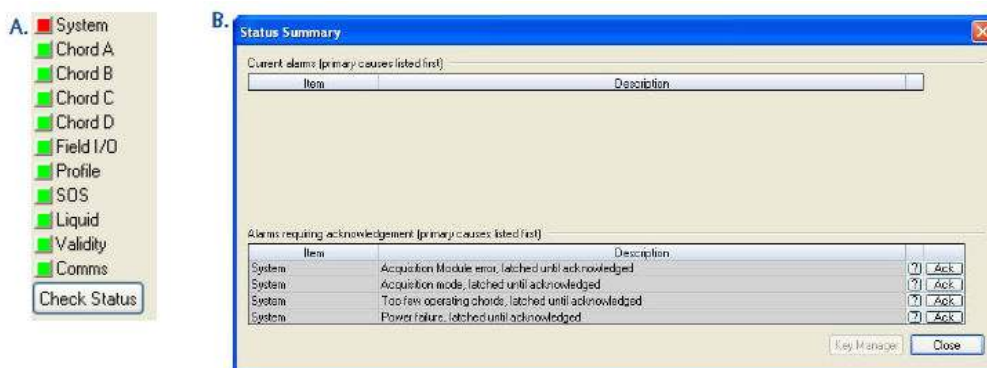 A.
System
Chord A
Chord B
Chord C
Chord D
Field I/O
Profile
SOS
Liquid
Validity
Comms
Check Status
B.
Status Summary
Current alarms (primary causes listed first)
Item Description
Alarms requiring acknowledgement (primary causes listed first)
Item Description
System Acquisition Module error, latched until acknowledged ? Ack
System Acquisition mode, latched until acknowledged ? Ack
System Too few operating chords, latched until acknowledged ? Ack
System Power failure, latched until acknowledged ? Ack
Key Manager Close